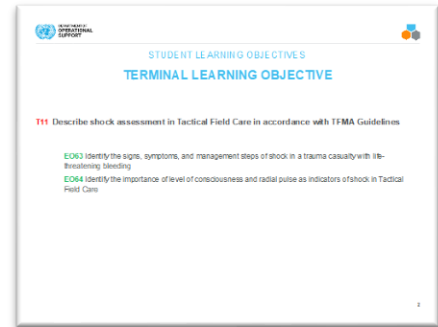 DEPARTMENT OF
OPERATIONAL
SUPPORT
STUDENT LEARNING OBJECTIVES
TERMINAL LEARNING OBJECTIVE
T11 Describe shock assessment in Tactical Field Care in accordance with TFMA Guidelines
EO63 Identify the signs, symptoms, and management steps of shock in a trauma casualty with life-
threatening bleeding
EO64 Identify the importance of level of consciousness and radial pulse as indicators of shock in Tactical
Field Care